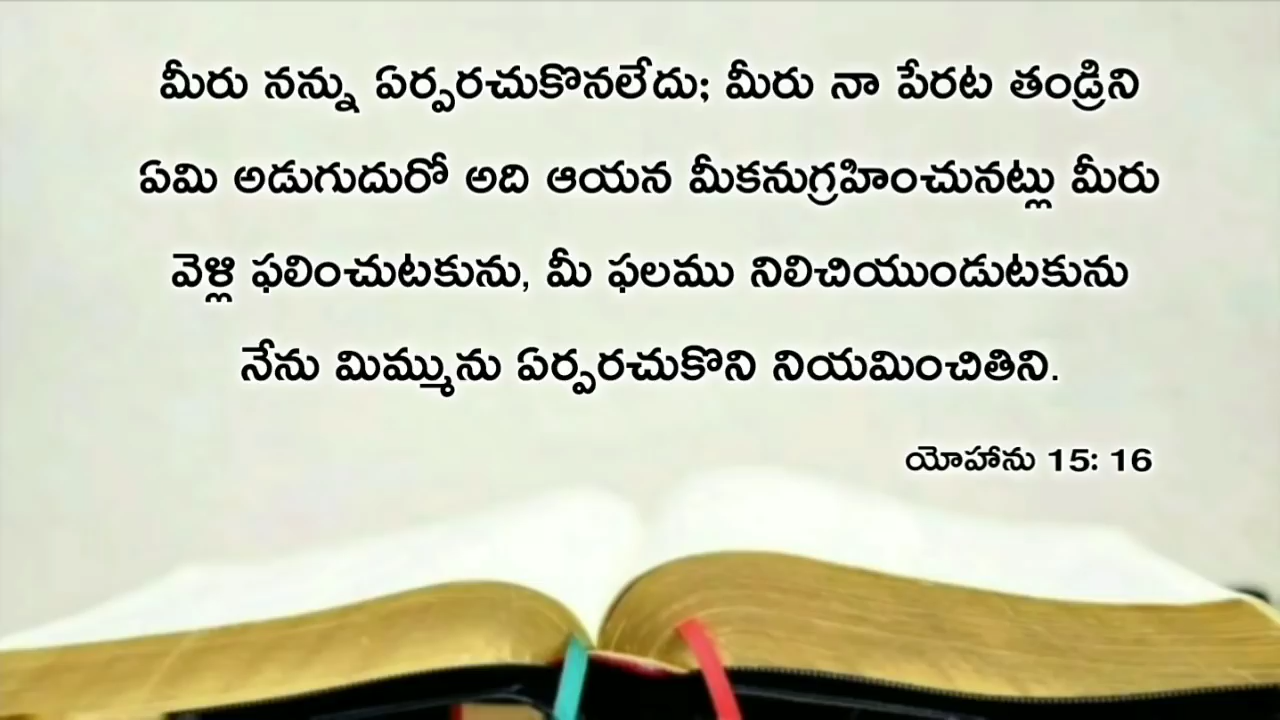 మీరు నన్ను ఏర్పరచుకొనలేదు; మీరు నా పేరట తండ్రిని
ఏమి అడుగుదురో అది ఆయన మీకనుగ్రహించునట్లు మీరు
వెళ్లి ఫలించుటకును, మీ ఫలము నిలిచియుండుటకును
నేను మిమ్మును ఏర్పరచుకొని నియమించితిని.
యోహాను 15: 16